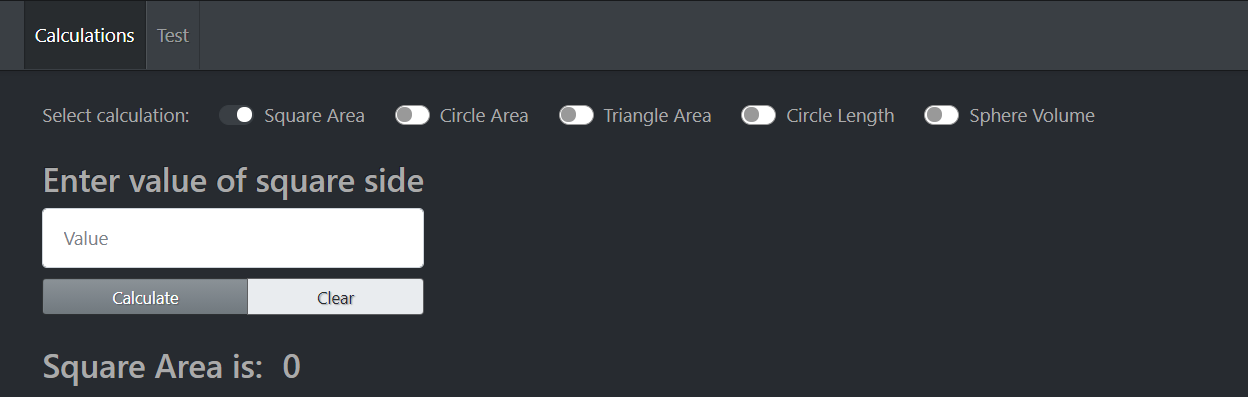 Calculations Test
Select calculation: Square Area Circle Area Triangle Area Circle Length Sphere Volume
Enter value of square side
Value
Calculate Clear
Square Area is: 0